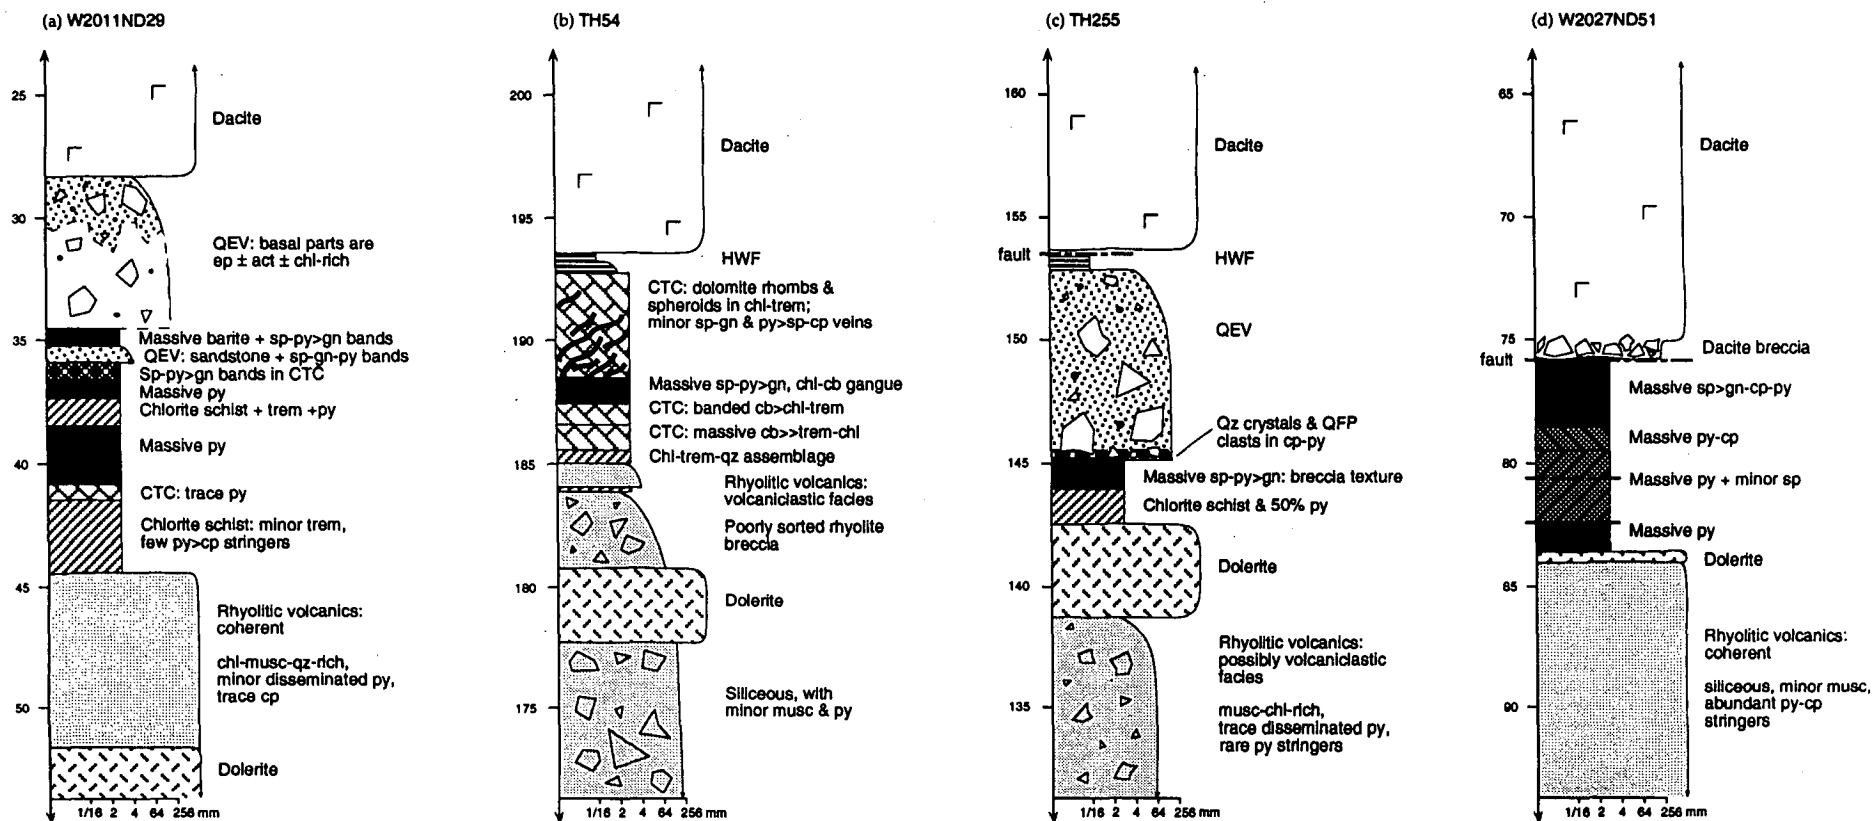 (a) W2011ND29
25
30
35
40
45
50
Dacite
QEV: basal parts are
ep ± act ± chl-rich
Massive barite + sp-py>gn bands
QEV: sandstone + sp-gn-py bands
Sp-py>gn bands in CTC
Massive py
Chlorite schist + trem +py
Massive py
CTC: trace py
Chlorite schist: minor trem,
few py>cp stringers
Rhyolitic volcanics:
coherent
chl-musc-qz-rich,
minor disseminated py,
trace cp
Dolerite
1/16 2 4 64 256 mm
(b) TH54
200
195
190
185
180
175
Dacite
HWF
CTC: dolomite rhombs &
spheroids in chl-trem;
minor sp-gn & py>sp-cp veins
Massive sp-py>gn, chl-cb gangue
CTC: banded cb>chl-trem
CTC: massive cb>>trem-chl
Chl-trem-qz assemblage
Rhyolitic volcanics:
volcaniclastic facies
Poorly sorted rhyolite
breccia
Dolerite
Siliceous, with
minor musc & py
1/16 2 4 64 256 mm
(c) TH255
160
155
fault
150
145
140
135
Dacite
HWF
QEV
Qz crystals & QFP
clasts in cp-py
Massive sp-py>gn: breccia texture
Chlorite schist & 50% py
Dolerite
Rhyolitic volcanics:
possibly volcaniclastic
facies
musc-chl-rich,
trace disseminated py,
rare py stringers
1/16 2 4 64 256 mm
(d) W2027ND51
65
70
75
fault
80
85
90
Dacite
Dacite breccia
Massive sp>gn-cp-py
Massive py-cp
Massive py + minor sp
Massive py
Dolerite
Rhyolitic volcanics:
coherent
siliceous, minor musc,
abundant py-cp
stringers
1/16 2 4 64 256 mm